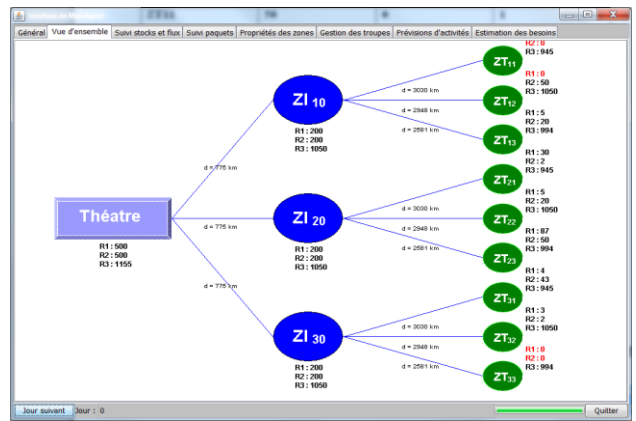 Général Vue d'ensemble Suivi stocks et flux Suivi paquets Propriétés des zones Gestion des troupes Prévisions d'activités Estimation des besoins
R2:0
ZT11
R3:945
R1:0
ZI 10
d = 3030 km
R2:50
ZT12
R3:1050
d = 2948 km
R1:5
R1:200
R2:20
R2:200
d = 2581 km
ZT13
R3:994
R3:1050
R1:30
d = 775 km
R2:2
ZT21
R3:945
R1:5
R2:20
Théatre
ZI 20
d = 3030 km
R3:1050
ZT22
d = 775 km
d = 2948 km
R1:87
R1:500
R1:200
R2:50
R2:500
R2:200
d = 2581 km
ZT23
R3:994
R3:1155
R3:1050
R1:4
d = 775 km
R2:43
ZT31
R3:945
R1:3
R2:2
ZI 30
d = 3030 km
R3:1050
ZT32
d = 2948 km
R1:0
R1:200
R2:0
R2:200
d = 2581 km
ZT33
R3:994
R3:1050
Jour suivant Jour : 0 Quitter